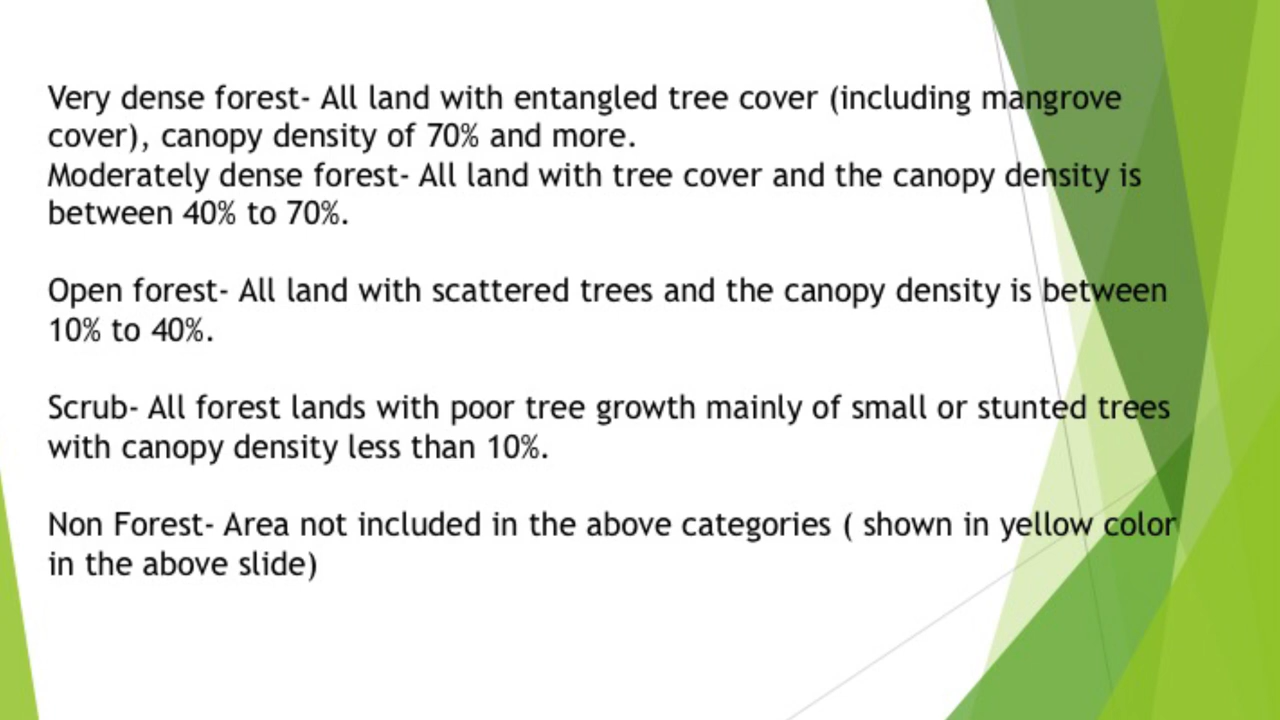 Very dense forest- All land with entangled tree cover (including mangrove
cover), canopy density of 70% and more.
Moderately dense forest- All land with tree cover and the canopy density is
between 40% to 70%.
Open forest- All land with scattered trees and the canopy density is between
10% to 40%.
Scrub- All forest lands with poor tree growth mainly of small or stunted trees
with canopy density less than 10%.
Non Forest- Area not included in the above categories ( shown in yellow color
in the above slide)